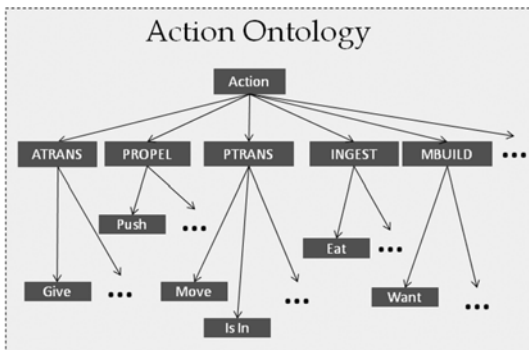 Action Ontology
Action
ATRANS PROPEL PTRANS INGEST MBUILD ...
Push ...
Eat ...
Give ... Move ... Want ...
Is In